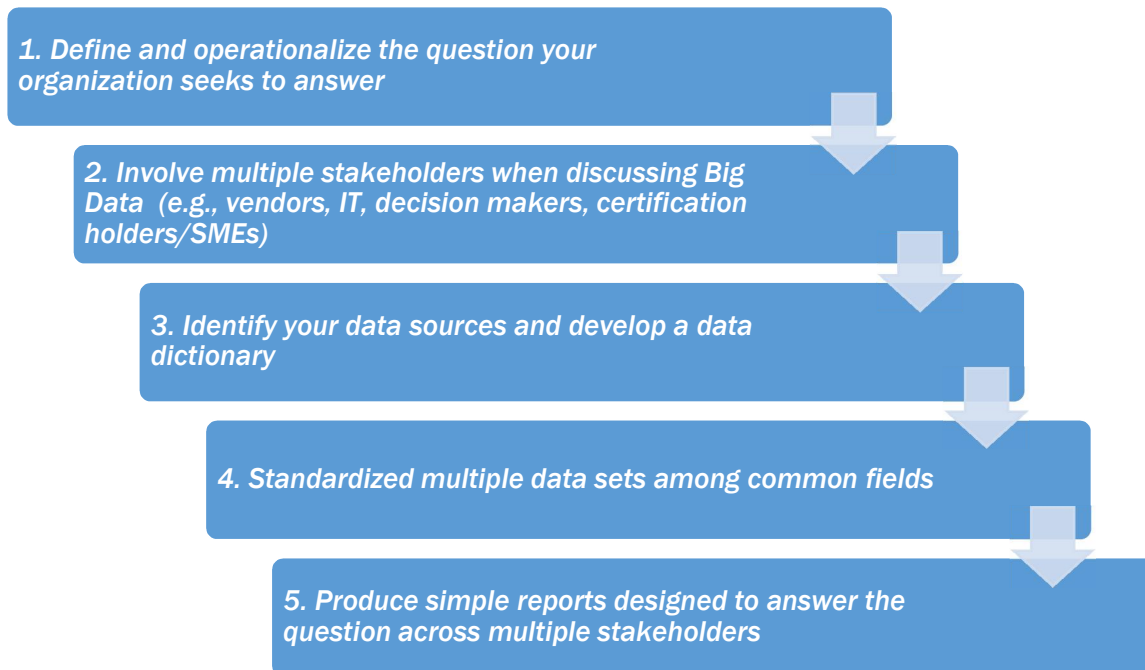 1. Define and operationalize the question your
organization seeks to answer
2. Involve multiple stakeholders when discussing Big
Data (e.g., vendors, IT, decision makers, certification
holders/SMEs)
3. Identify your data sources and develop a data
dictionary
4. Standardized multiple data sets among common fields
5. Produce simple reports designed to answer the
question across multiple stakeholders